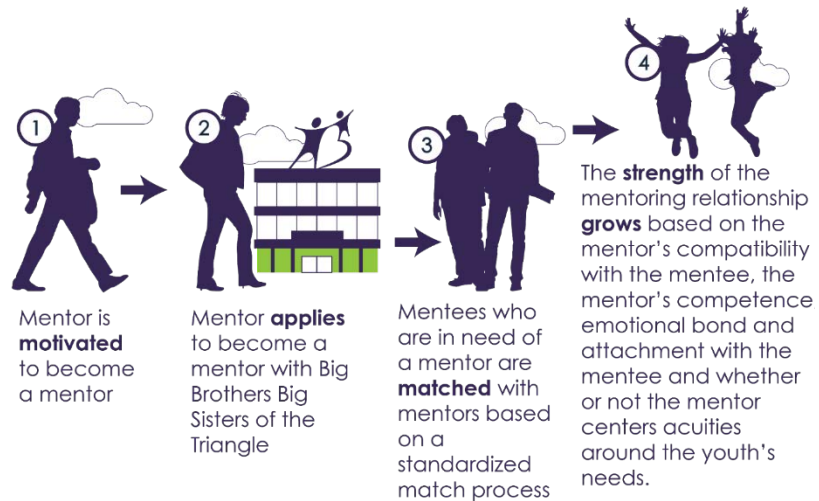 1
Mentor is
motivated
to become
a mentor
2
Mentor applies
to become a
mentor with Big
Brothers Big
Sisters of the
Triangle
3
Mentees who
are in need of
a mentor are
matched with
mentors based
on a
standardized
match process
4
The strength of the
mentoring relationship
grows based on the
mentor's compatibility
with the mentee, the
mentor's competence
emotional bond and
attachment with the
mentee and whether
or not the mentor
centers acuities
around the youth's
needs.